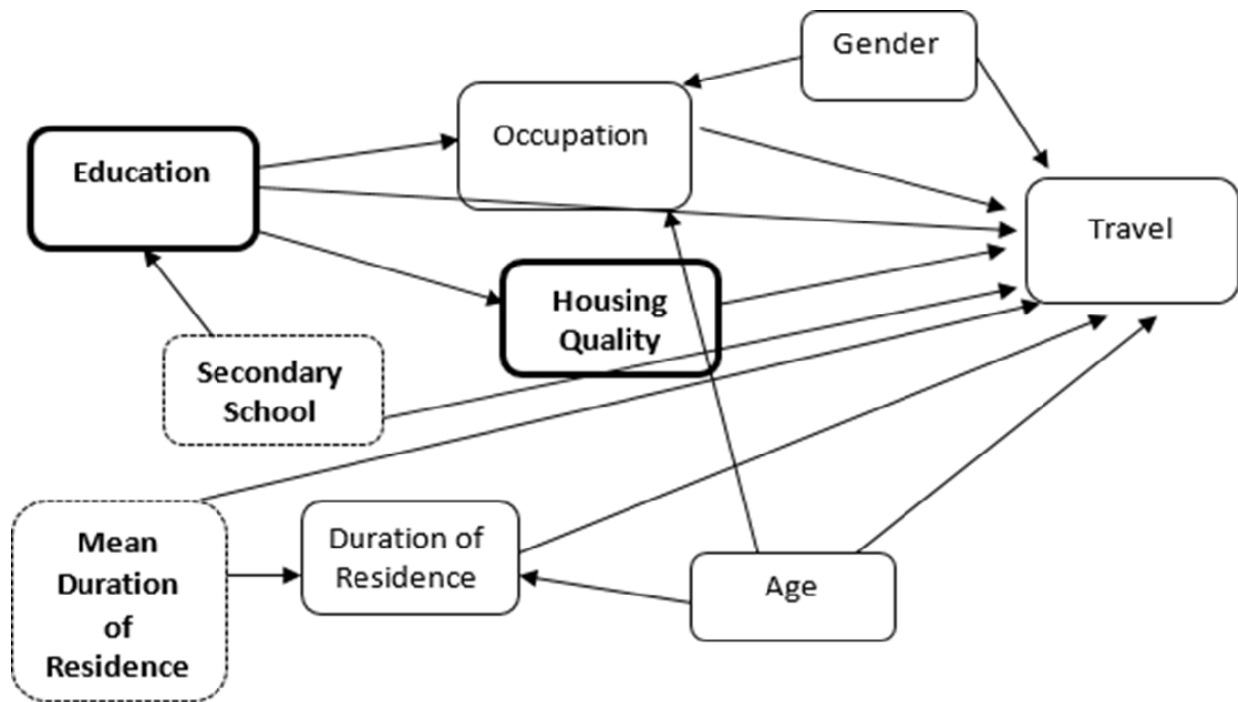 Gender
Occupation
Education
Travel
Housing
Quality
Secondary
School
Mean
Duration
of
Residence
Duration of
Residence
Age